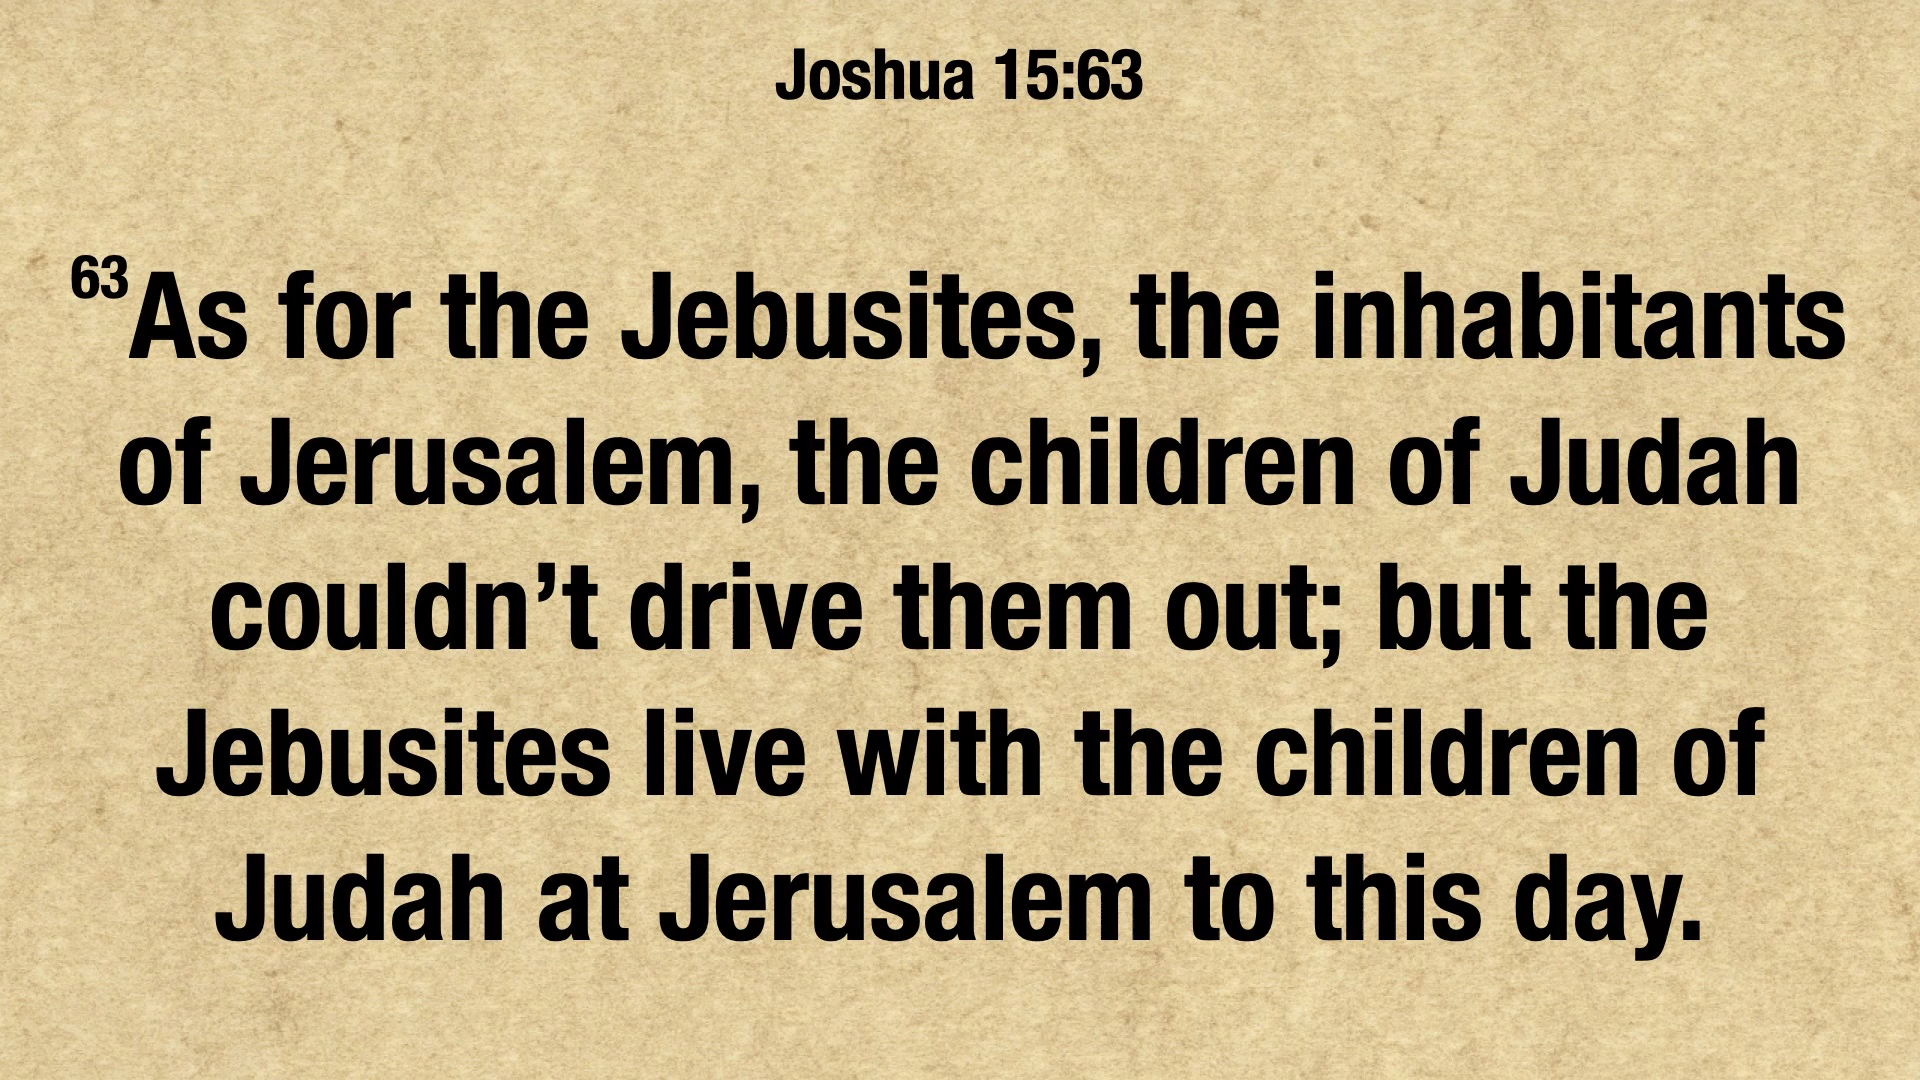 Joshua 15:63
63As for the Jebusites, the inhabitants
of Jerusalem, the children of Judah
couldn’t drive them out; but the
Jebusites live with the children of
Judah at Jerusalem to this day.